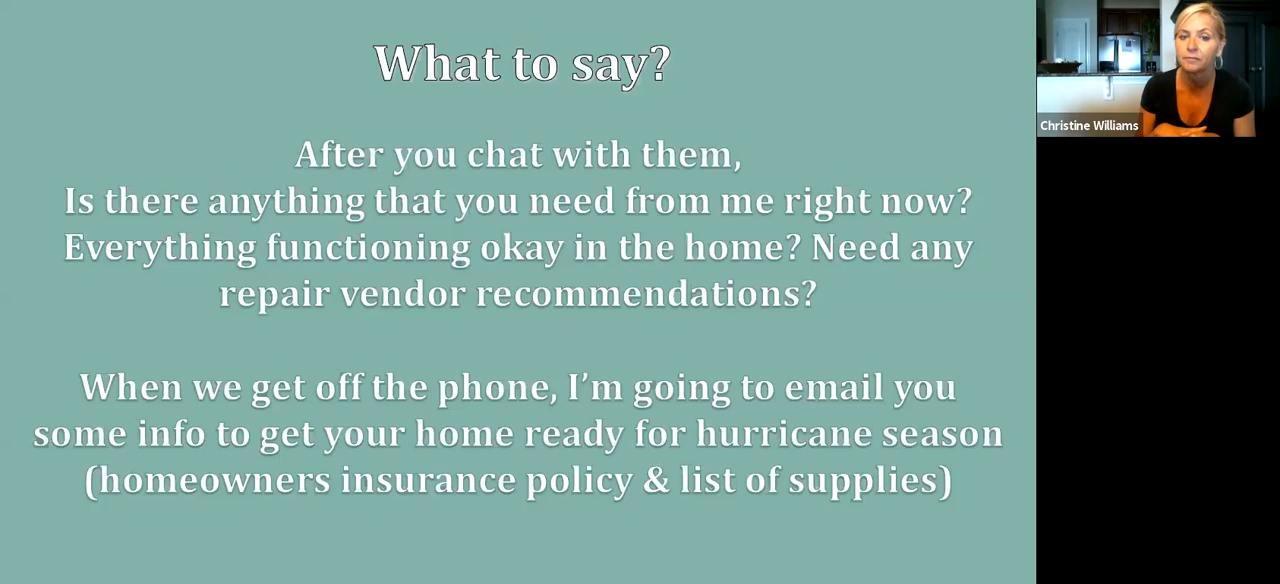 What to say?
After you chat with them,
Is there anything that you need from me right now?
Everything functioning okay in the home? Need any
repair vendor recommendations?
When we get off the phone, I’m going to email you
some info to get your home ready for hurricane season
(homeowners insurance policy & list of supplies)
Christine Williams